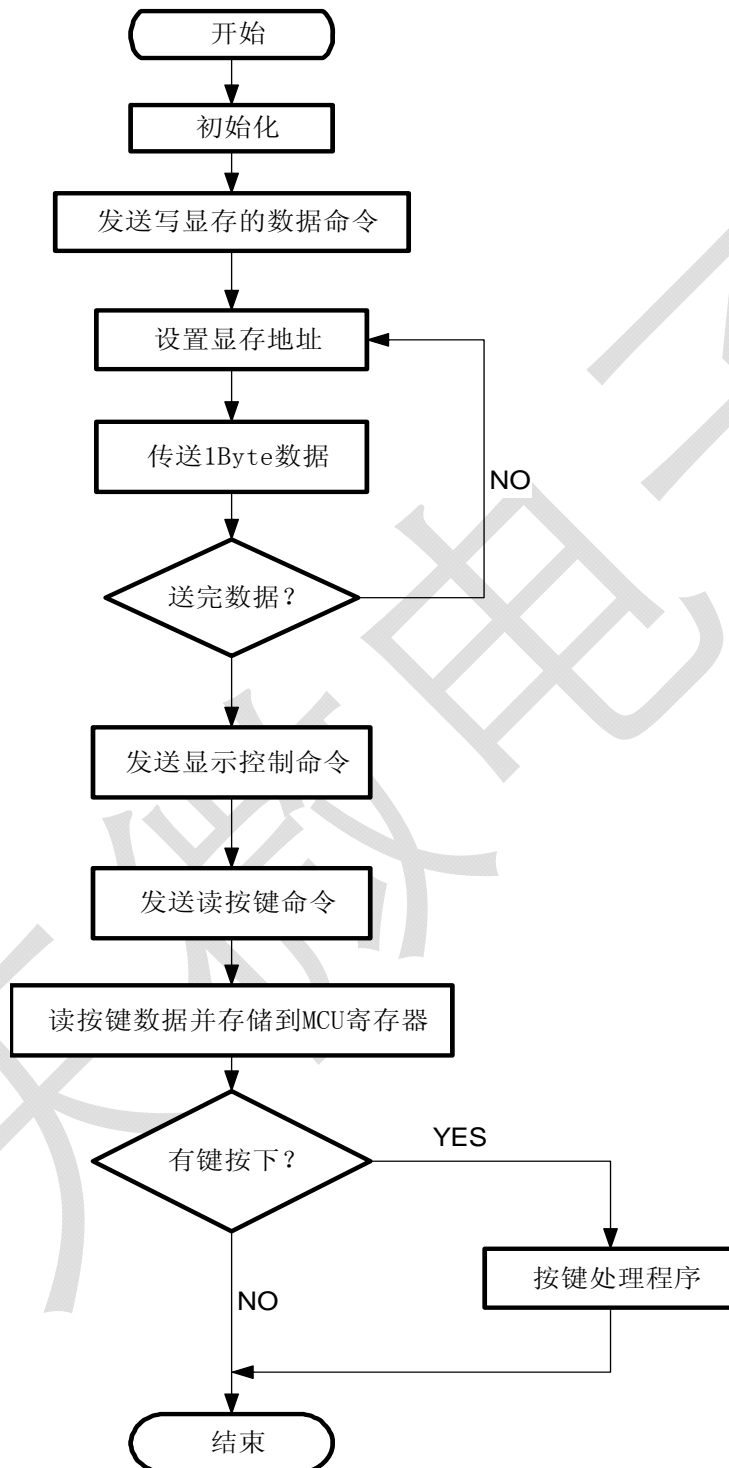 开始
初始化
发送写显存的数据命令
设置显存地址
传送1Byte数据
NO
送完数据？
发送显示控制命令
发送读按键命令
读按键数据并存储到MCU寄存器
YES
有键按下？
按键处理程序
NO
结束
天微电子